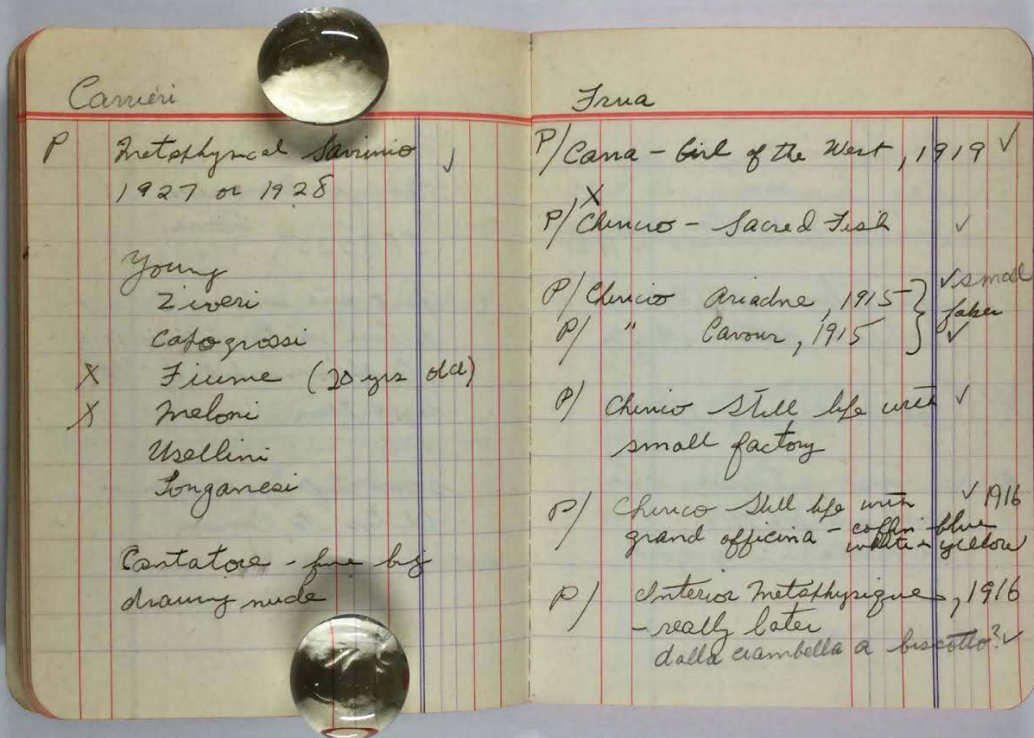 Carrieri
P Metaphysical Savinio ✓
1927 or 1928
Young
Ziveri
Capogrossi
X Fiume (20 yrs old)
X Meloni
Usellini
Longanesi
Cantatore - fine big
drawing nude
Frua
P/ Carra - Girl of the West, 1919 ✓
X
P/ Chirico - Sacred Fish ✓
P/ Chirico Ariadne, 1915 } ✓ small
P/ " Cavour, 1915 } ✓
P/ Chirico Still life with ✓
small factory
P/ Chirico Still life with ✓ 1916
grand officina - coffin blue
white & yellow
P/ Interior Metaphysique, 1916
- really later
dalla ciambella a biscotto? ✓